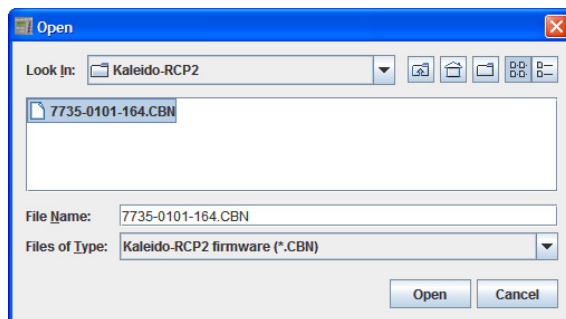 Open
Look In: Kaleido-RCP2
7735-0101-164.CBN
File Name: 7735-0101-164.CBN
Files of Type: Kaleido-RCP2 firmware (*.CBN)
Open Cancel